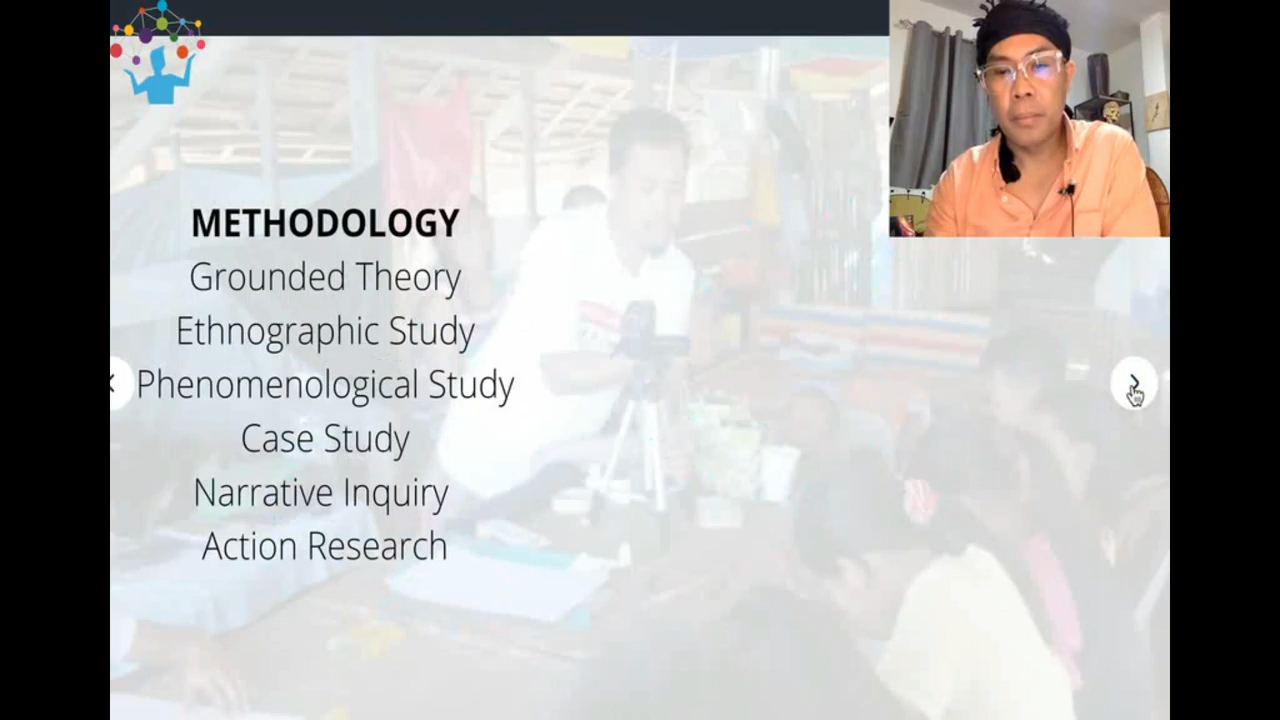 METHODOLOGY
Grounded Theory
Ethnographic Study
Phenomenological Study
Case Study
Narrative Inquiry
Action Research